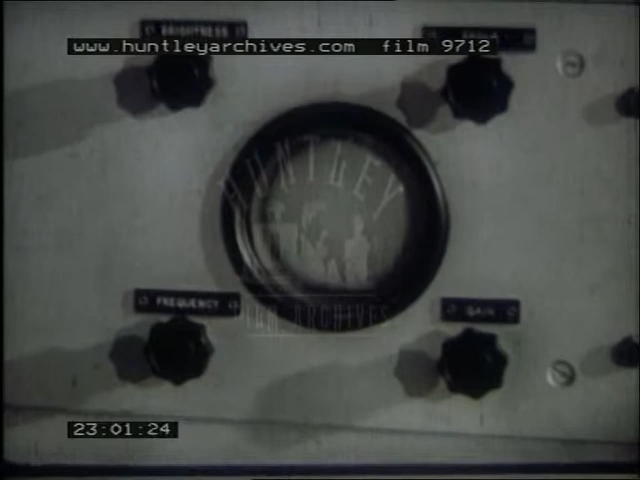 BRIGHTNESS
www.huntleyarchives.com film 9712
HUNTLEY
FREQUENCY
GAIN
FILM ARCHIVES
23:01:24